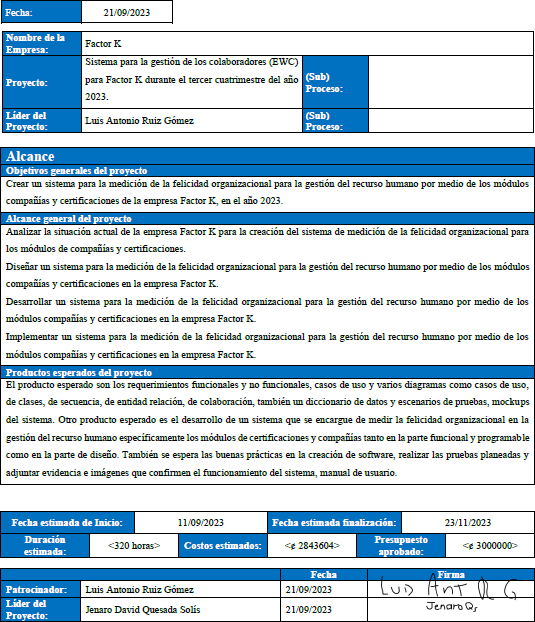 Fecha: 21/09/2023
Nombre de la Empresa: Factor K
Proyecto: Sistema para la gestión de los colaboradores (EWC)
para Factor K durante el tercer cuatrimestre del año
2023.
(Sub)
Proceso:
Líder del Proyecto: Luis Antonio Ruiz Gómez (Sub) Proceso:
Alcance
Objetivos generales del proyecto
Crear un sistema para la medición de la felicidad organizacional para la gestión del recurso humano por medio de los módulos
compañías y certificaciones de la empresa Factor K, en el año 2023.
Alcance general del proyecto
Analizar la situación actual de la empresa Factor K para la creación del sistema de medición de la felicidad organizacional para
los módulos de compañías y certificaciones.
Diseñar un sistema para la medición de la felicidad organizacional para la gestión del recurso humano por medio de los módulos
compañías y certificaciones en la empresa Factor K.
Desarrollar un sistema para la medición de la felicidad organizacional para la gestión del recurso humano por medio de los
módulos compañías y certificaciones en la empresa Factor K.
Implementar un sistema para la medición de la felicidad organizacional para la gestión del recurso humano por medio de los
módulos compañías y certificaciones en la empresa Factor K.
Productos esperados del proyecto
El producto esperado son los requerimientos funcionales y no funcionales, casos de uso y varios diagramas como casos de uso,
de clases, de secuencia, de entidad relación, de colaboración, también un diccionario de datos y escenarios de pruebas, mockups
del sistema. Otro producto esperado es el desarrollo de un sistema que se encargue de medir la felicidad organizacional en la
gestión del recurso humano específicamente los módulos de certificaciones y compañías tanto en la parte funcional y programable
como en la parte de diseño. También se espera las buenas prácticas en la creación de software, realizar las pruebas planeadas y
adjuntar evidencia e imágenes que confirmen el funcionamiento del sistema, manual de usuario.
Fecha estimada de Inicio: 11/09/2023 Fecha estimada finalización: 23/11/2023
Duración estimada: <320 horas> Costos estimados: <¢ 2843604> Presupuesto aprobado: <¢ 3000000>
Fecha Firma
Patrocinador: Luis Antonio Ruiz Gómez 21/09/2023 Luis Ant R G
Líder del Proyecto: Jenaro David Quesada Solís 21/09/2023 Jenaro Qs